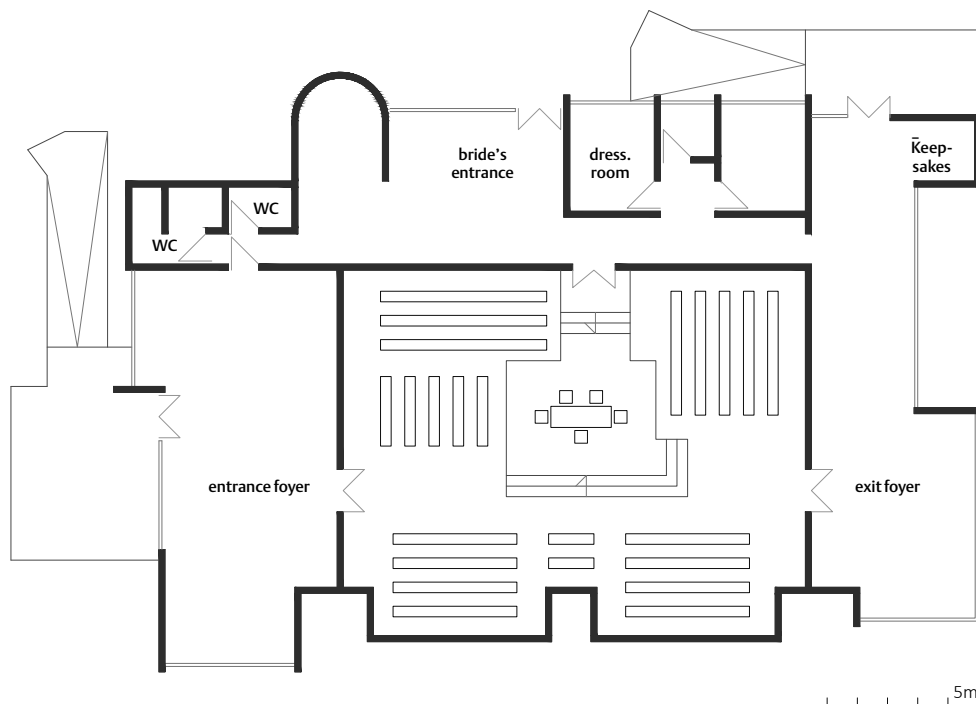 bride's
entrance
dress.
room
Keep-
sakes
WC
WC
entrance foyer
exit foyer
5m